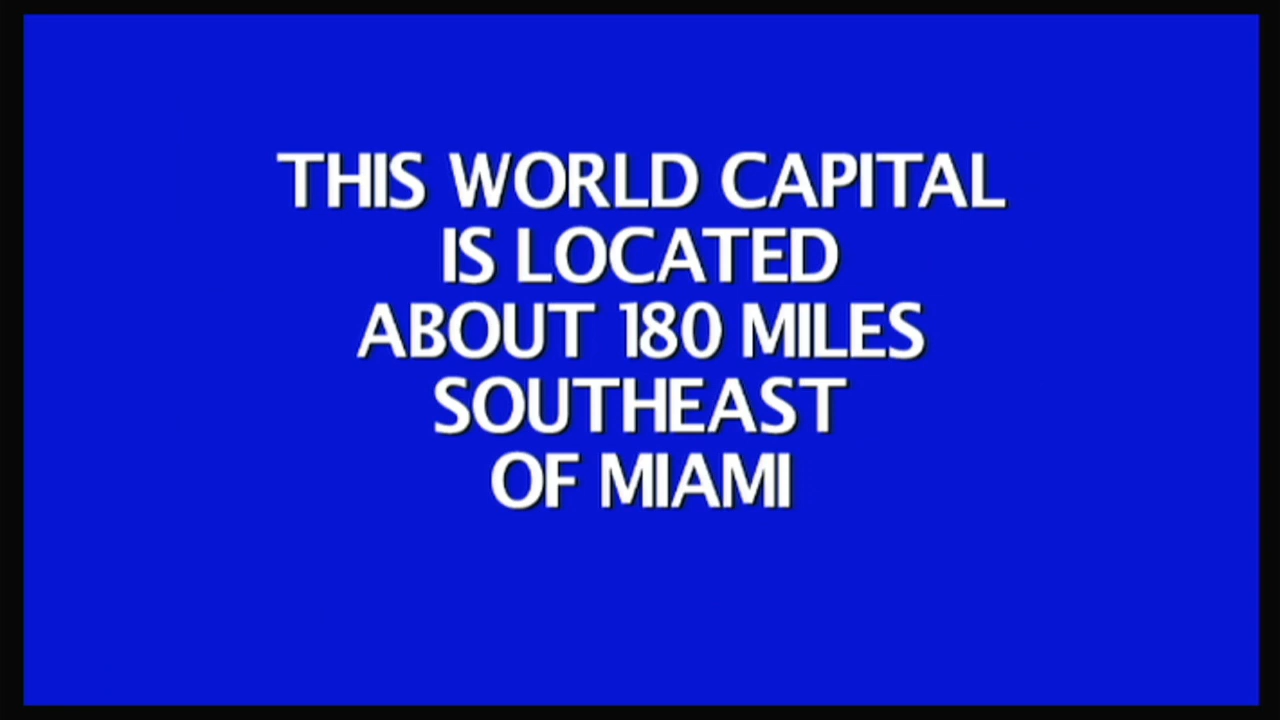 THIS WORLD CAPITAL
IS LOCATED
ABOUT 180 MILES
SOUTHEAST
OF MIAMI